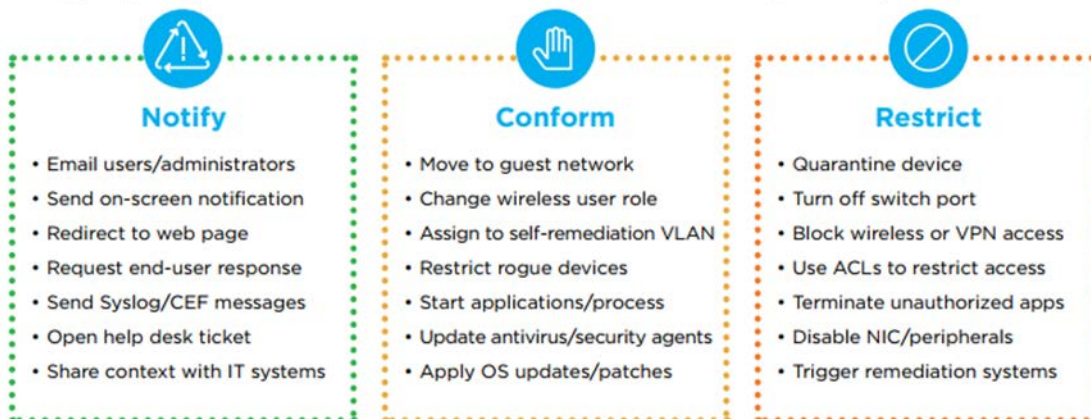 Notify
• Email users/administrators
• Send on-screen notification
• Redirect to web page
• Request end-user response
• Send Syslog/CEF messages
• Open help desk ticket
• Share context with IT systems
Conform
• Move to guest network
• Change wireless user role
• Assign to self-remediation VLAN
• Restrict rogue devices
• Start applications/process
• Update antivirus/security agents
• Apply OS updates/patches
Restrict
• Quarantine device
• Turn off switch port
• Block wireless or VPN access
• Use ACLs to restrict access
• Terminate unauthorized apps
• Disable NIC/peripherals
• Trigger remediation systems